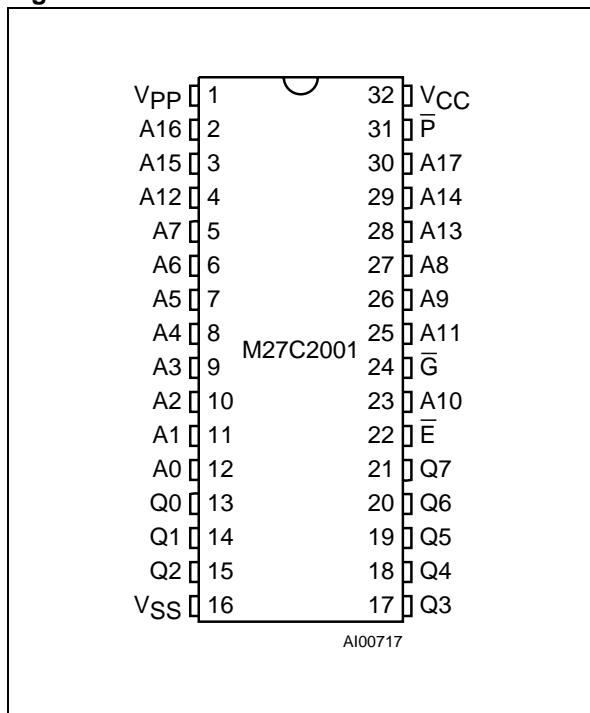 VPP 1 32 VCC
A16 2 31 P̅
A15 3 30 A17
A12 4 29 A14
A7 5 28 A13
A6 6 27 A8
A5 7 26 A9
A4 8 25 A11
M27C2001
A3 9 24 G̅
A2 10 23 A10
A1 11 22 E̅
A0 12 21 Q7
Q0 13 20 Q6
Q1 14 19 Q5
Q2 15 18 Q4
VSS 16 17 Q3
AI00717